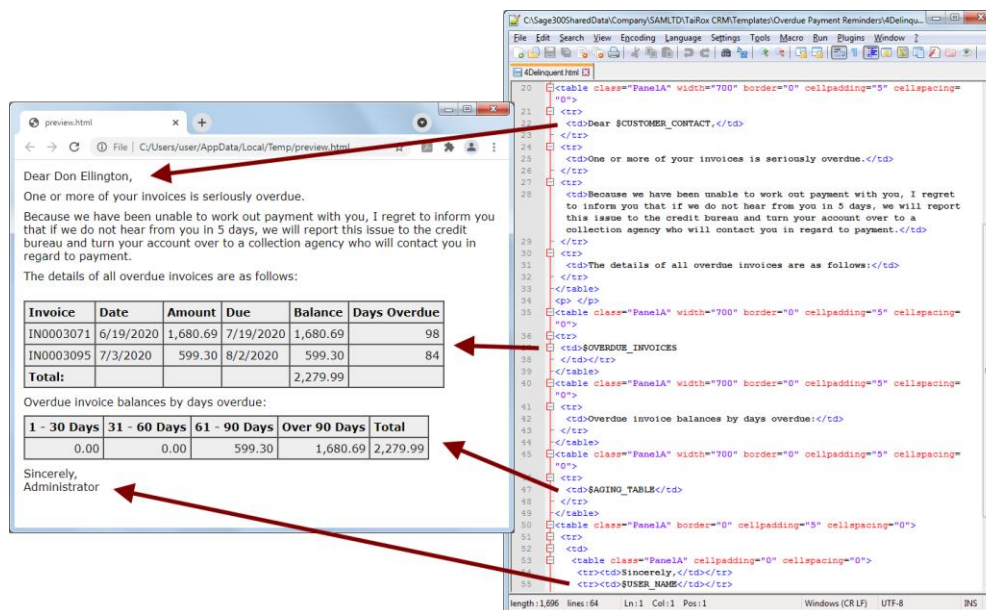 preview.html
File | C:/Users/user/AppData/Local/Temp/preview.html
Dear Don Ellington,
One or more of your invoices is seriously overdue.
Because we have been unable to work out payment with you, I regret to inform you
that if we do not hear from you in 5 days, we will report this issue to the credit
bureau and turn your account over to a collection agency who will contact you in
regard to payment.
The details of all overdue invoices are as follows:
Invoice Date Amount Due Balance Days Overdue
IN0003071 6/19/2020 1,680.69 7/19/2020 1,680.69 98
IN0003095 7/3/2020 599.30 8/2/2020 599.30 84
Total: 2,279.99
Overdue invoice balances by days overdue:
1 - 30 Days 31 - 60 Days 61 - 90 Days Over 90 Days Total
0.00 0.00 599.30 1,680.69 2,279.99
Sincerely,
Administrator
C:\Sage300SharedData\Company\SAMLTD\TaiRox CRM\Templates\Overdue Payment Reminders\4Delinqu...
File Edit Search View Encoding Language Settings Tools Macro Run Plugins Window ?
4Delinquent.html
20 <table class="PanelA" width="700" border="0" cellpadding="5" cellspacing=
"0">
21 <tr>
22 <td>Dear $CUSTOMER_CONTACT,</td>
23 </tr>
24 <tr>
25 <td>One or more of your invoices is seriously overdue.</td>
26 </tr>
27 <tr>
28 <td>Because we have been unable to work out payment with you, I regret
to inform you that if we do not hear from you in 5 days, we will report
this issue to the credit bureau and turn your account over to a
collection agency who will contact you in regard to payment.</td>
29 </tr>
30 <tr>
31 <td>The details of all overdue invoices are as follows:</td>
32 </tr>
33 </table>
34 <p> </p>
35 <table class="PanelA" width="700" border="0" cellpadding="5" cellspacing=
"0">
36 <tr>
<td>$OVERDUE_INVOICES
38 </td></tr>
39 </table>
40 <table class="PanelA" width="700" border="0" cellpadding="5" cellspacing=
"0">
41 <tr>
42 <td>Overdue invoice balances by days overdue:</td>
43 </tr>
44 </table>
45 <table class="PanelA" width="700" border="0" cellpadding="5" cellspacing=
"0">
46 <tr>
47 <td>$AGING_TABLE</td>
48 </tr>
49 </table>
50 <table class="PanelA" border="0" cellpadding="5" cellspacing="0">
51 <tr>
52 <td>
53 <table class="PanelA" cellpadding="0" cellspacing="0">
<tr><td>Sincerely,</td></tr>
55 <tr><td>$USER_NAME</td></tr>
length : 1,696 lines : 64 Ln : 1 Col : 1 Pos : 1 Windows (CR LF) UTF-8 INS